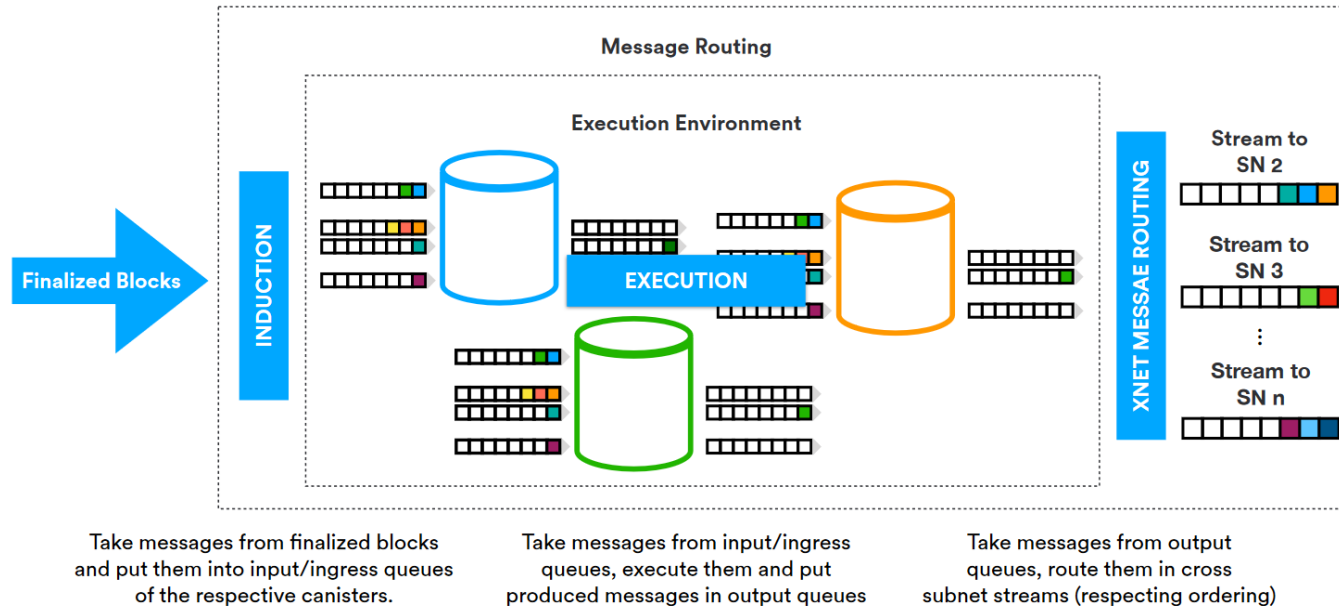 Message Routing
Execution Environment
Finalized Blocks
INDUCTION
EXECUTION
XNET MESSAE ROUTING
Stream to
SN 2
Stream to
SN 3
⋮
Stream to
SN n
Take messages from finalized blocks
and put them into input/ingress queues
of the respective canisters.
Take messages from input/ingress
queues, execute them and put
produced messages in output queues
Take messages from output
queues, route them in cross
subnet streams (respecting ordering)